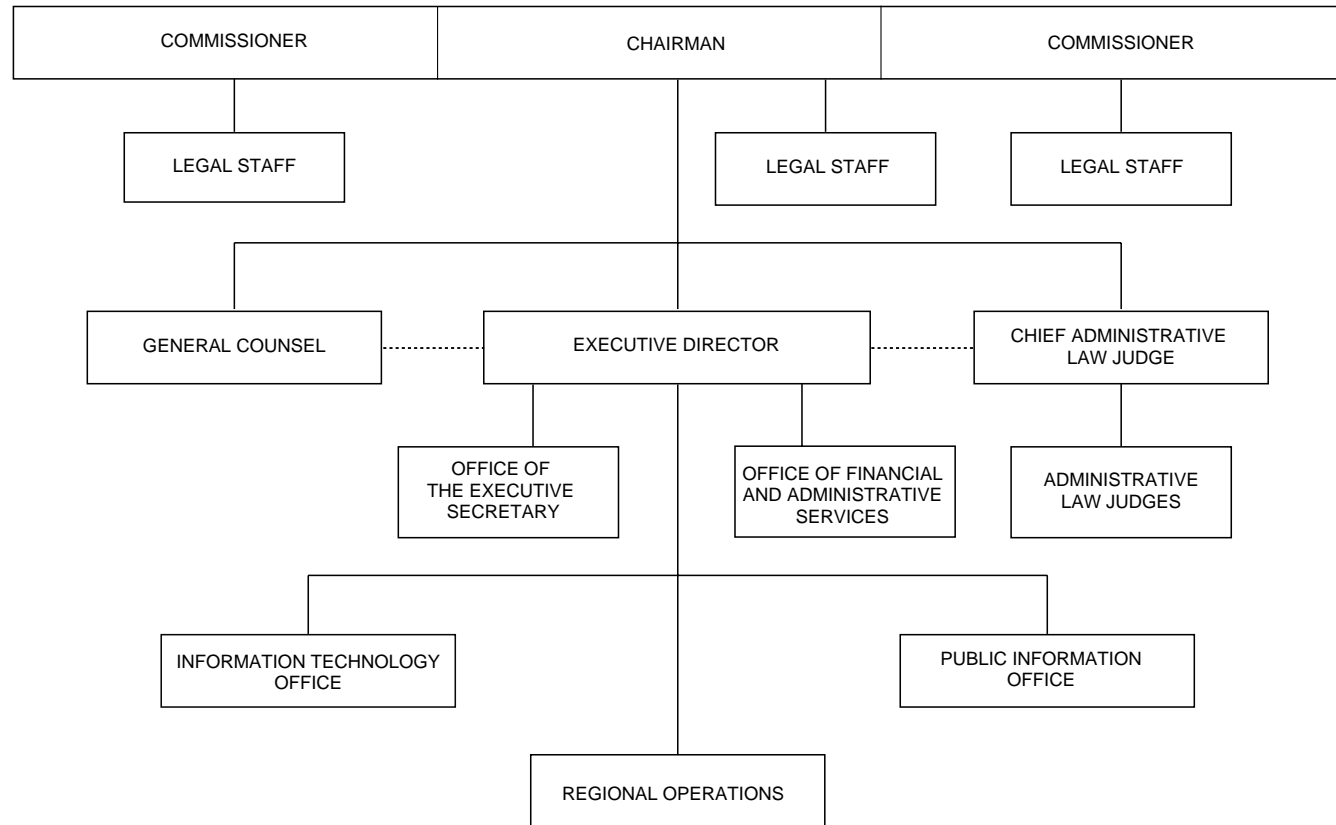 COMMISSIONER
CHAIRMAN
COMMISSIONER
LEGAL STAFF
LEGAL STAFF
LEGAL STAFF
GENERAL COUNSEL
EXECUTIVE DIRECTOR
CHIEF ADMINISTRATIVE
LAW JUDGE
OFFICE OF
THE EXECUTIVE
SECRETARY
OFFICE OF FINANCIAL
AND ADMINISTRATIVE
SERVICES
ADMINISTRATIVE
LAW JUDGES
INFORMATION TECHNOLOGY
OFFICE
PUBLIC INFORMATION
OFFICE
REGIONAL OPERATIONS